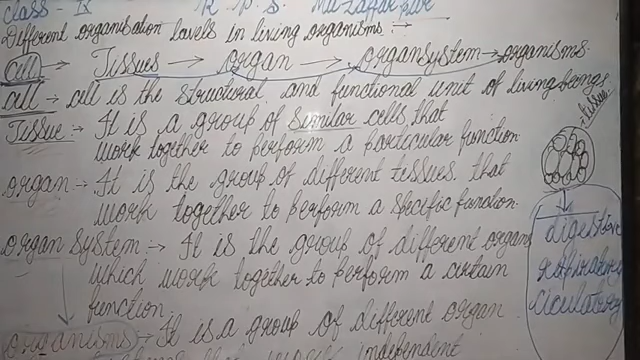 class - IX R. P. S. Muzaffarpur
Different organisation levels in living organisms :→
Cell → Tissues → organ → organsystem → organisms.
cell → cell is the structural and functional unit of living beings.
Tissue :→ It is a group of similar cells that
work together to perform a particular function.
tissue
organ :→ It is the group of different tissues that
work together to perform a specific function.
organ system :→ It is the group of different organs
which work together to perform a certain
function.
digestive
respiratory
circulatory
organisms :→ It is a group of different organ
that work independent